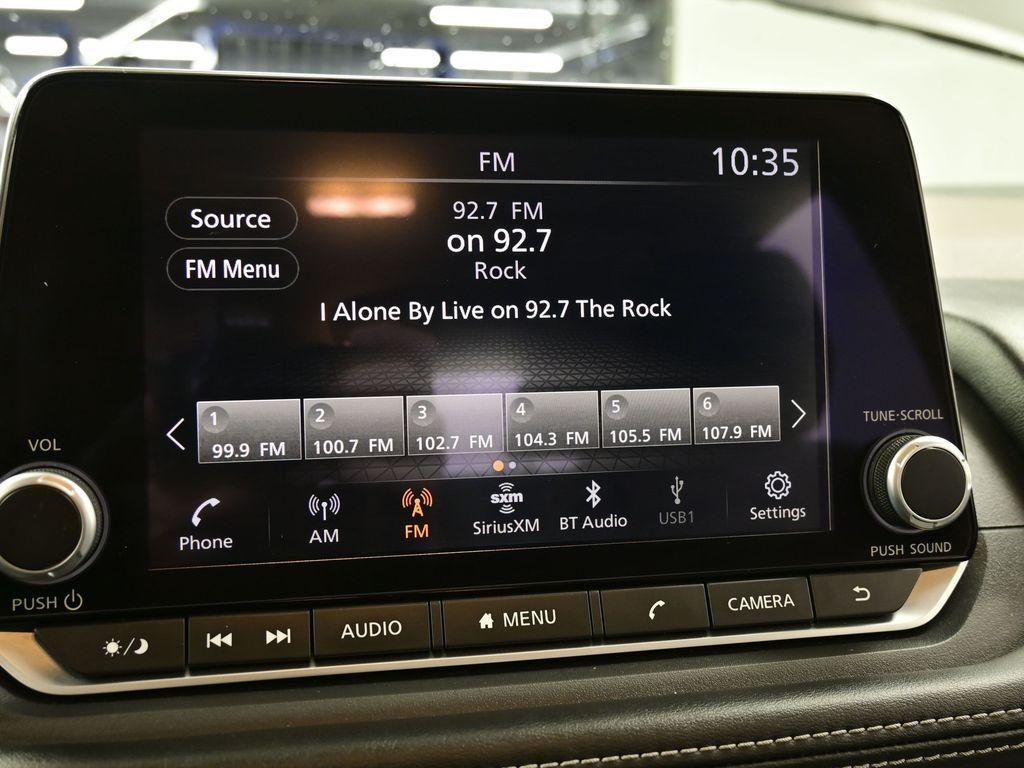 FM
10:35
Source
92.7 FM
on 92.7
FM Menu
Rock
I Alone By Live on 92.7 The Rock
1
99.9 FM
2
100.7 FM
3
102.7 FM
4
104.3 FM
5
105.5 FM
6
107.9 FM
TUNE·SCROLL
VOL
Phone
AM
FM
sxm
SiriusXM
BT Audio
USB1
Settings
PUSH SOUND
PUSH
AUDIO
MENU
CAMERA